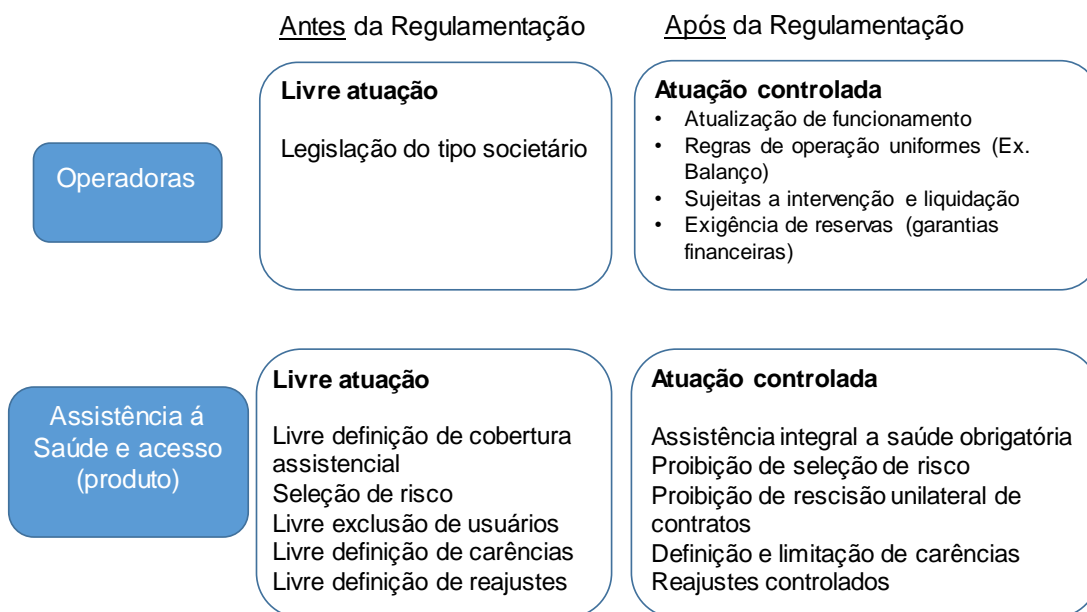 Antes da Regulamentação
Após da Regulamentação
Operadoras
Livre atuação
Legislação do tipo societário
Atuação controlada
• Atualização de funcionamento
• Regras de operação uniformes (Ex.
Balanço)
• Sujeitas a intervenção e liquidação
• Exigência de reservas (garantias
financeiras)
Assistência á
Saúde e acesso
(produto)
Livre atuação
Livre definição de cobertura
assistencial
Seleção de risco
Livre exclusão de usuários
Livre definição de carências
Livre definição de reajustes
Atuação controlada
Assistência integral a saúde obrigatória
Proibição de seleção de risco
Proibição de rescisão unilateral de
contratos
Definição e limitação de carências
Reajustes controlados